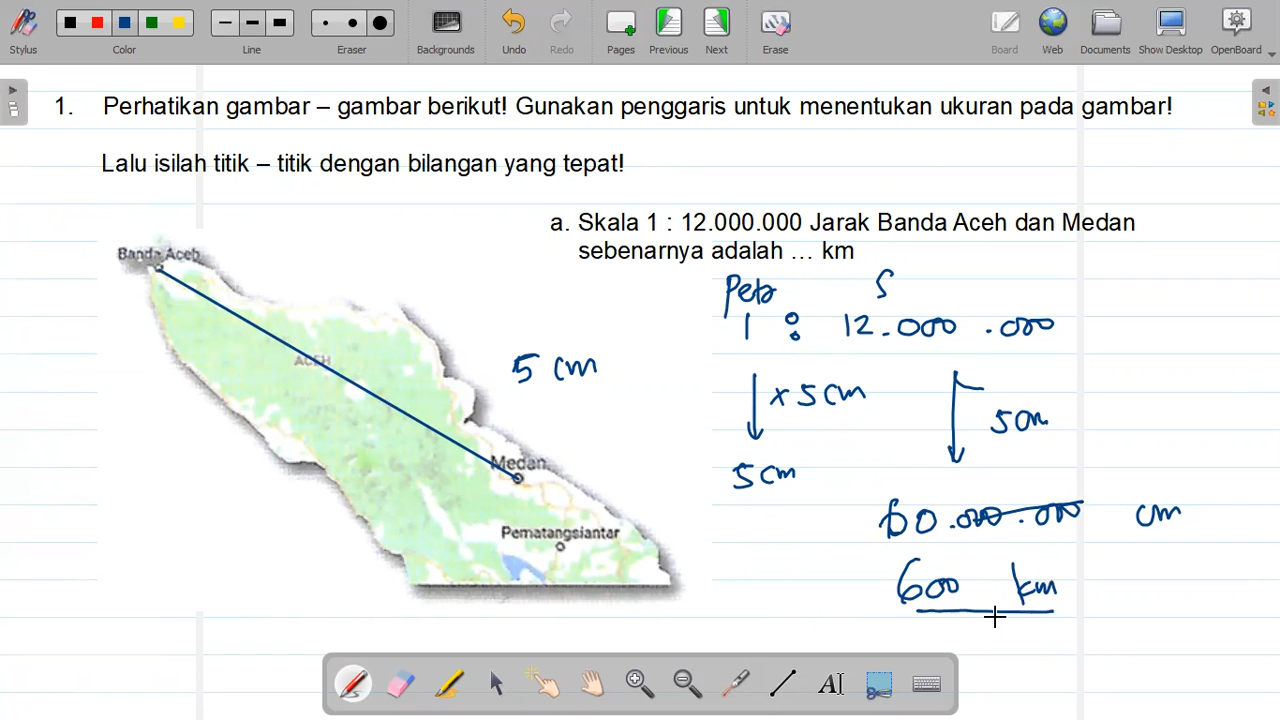 Stylus
Color
Line
Eraser
Backgrounds
Undo
Redo
Pages
Previous
Next
Erase
Board
Web
Documents
Show Desktop
OpenBoard
1. Perhatikan gambar – gambar berikut! Gunakan penggaris untuk menentukan ukuran pada gambar!
Lalu isilah titik – titik dengan bilangan yang tepat!
a. Skala 1 : 12.000.000 Jarak Banda Aceh dan Medan
sebenarnya adalah … km
Banda Aceh
ACEH
Medan
Pematangsiantar
5 cm
Peta S
1 : 12.000.000
x 5 cm
5 cm
5 cm
60.000.000 cm
600 km
AI